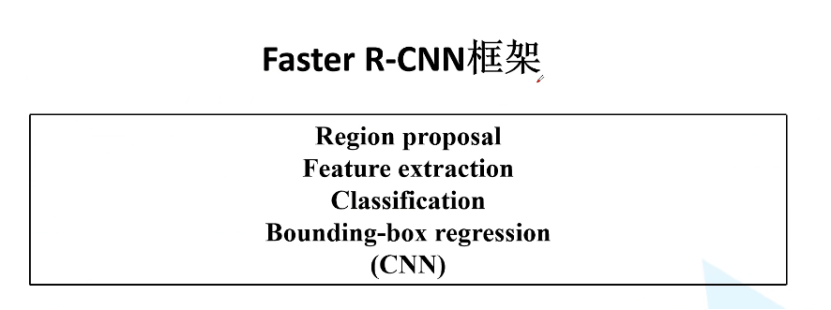 Faster R-CNN框架
Region proposal
Feature extraction
Classification
Bounding-box regression
(CNN)